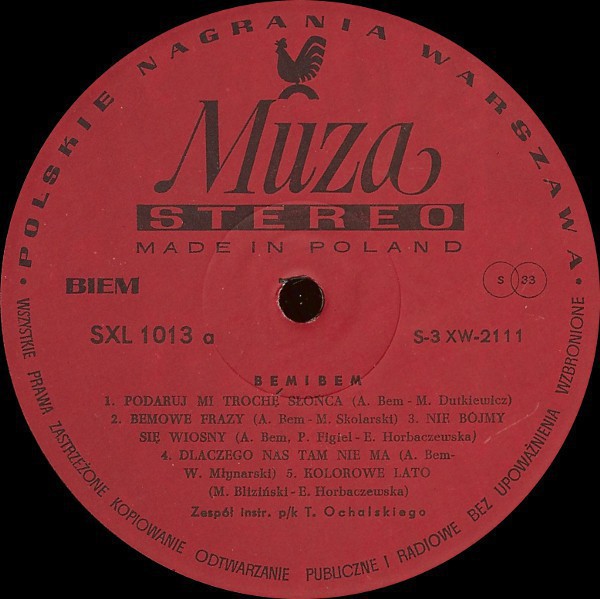 • POLSKIE NAGRANIA WARSZAWA •
Muza
STEREO
MADE IN POLAND
BIEM
S 33
SXL 1013 a
S-3 XW-2111
BEMIBEM
1. PODARUJ MI TROCHĘ SŁOŃCA (A. Bem - M. Dutkiewicz)
2. BEMOWE FRAZY (A. Bem - M. Skolarski) 3. NIE BÓJMY
SIĘ WIOSNY (A. Bem, P. Figiel - E. Horbaczewska)
4. DLACZEGO NAS TAM NIE MA (A. Bem-
W. Młynarski) 5. KOLOROWE LATO
(M. Bliziński - E. Horbaczewska)
Zespół instr. p/k T. Ochalskiego
WSZYSTKIE PRAWA ZASTRZEŻONE KOPIOWANIE ODTWARZANIE PUBLICZNE I RADIOWE BEZ UPOWAŻNIENIA WZBRONIONE